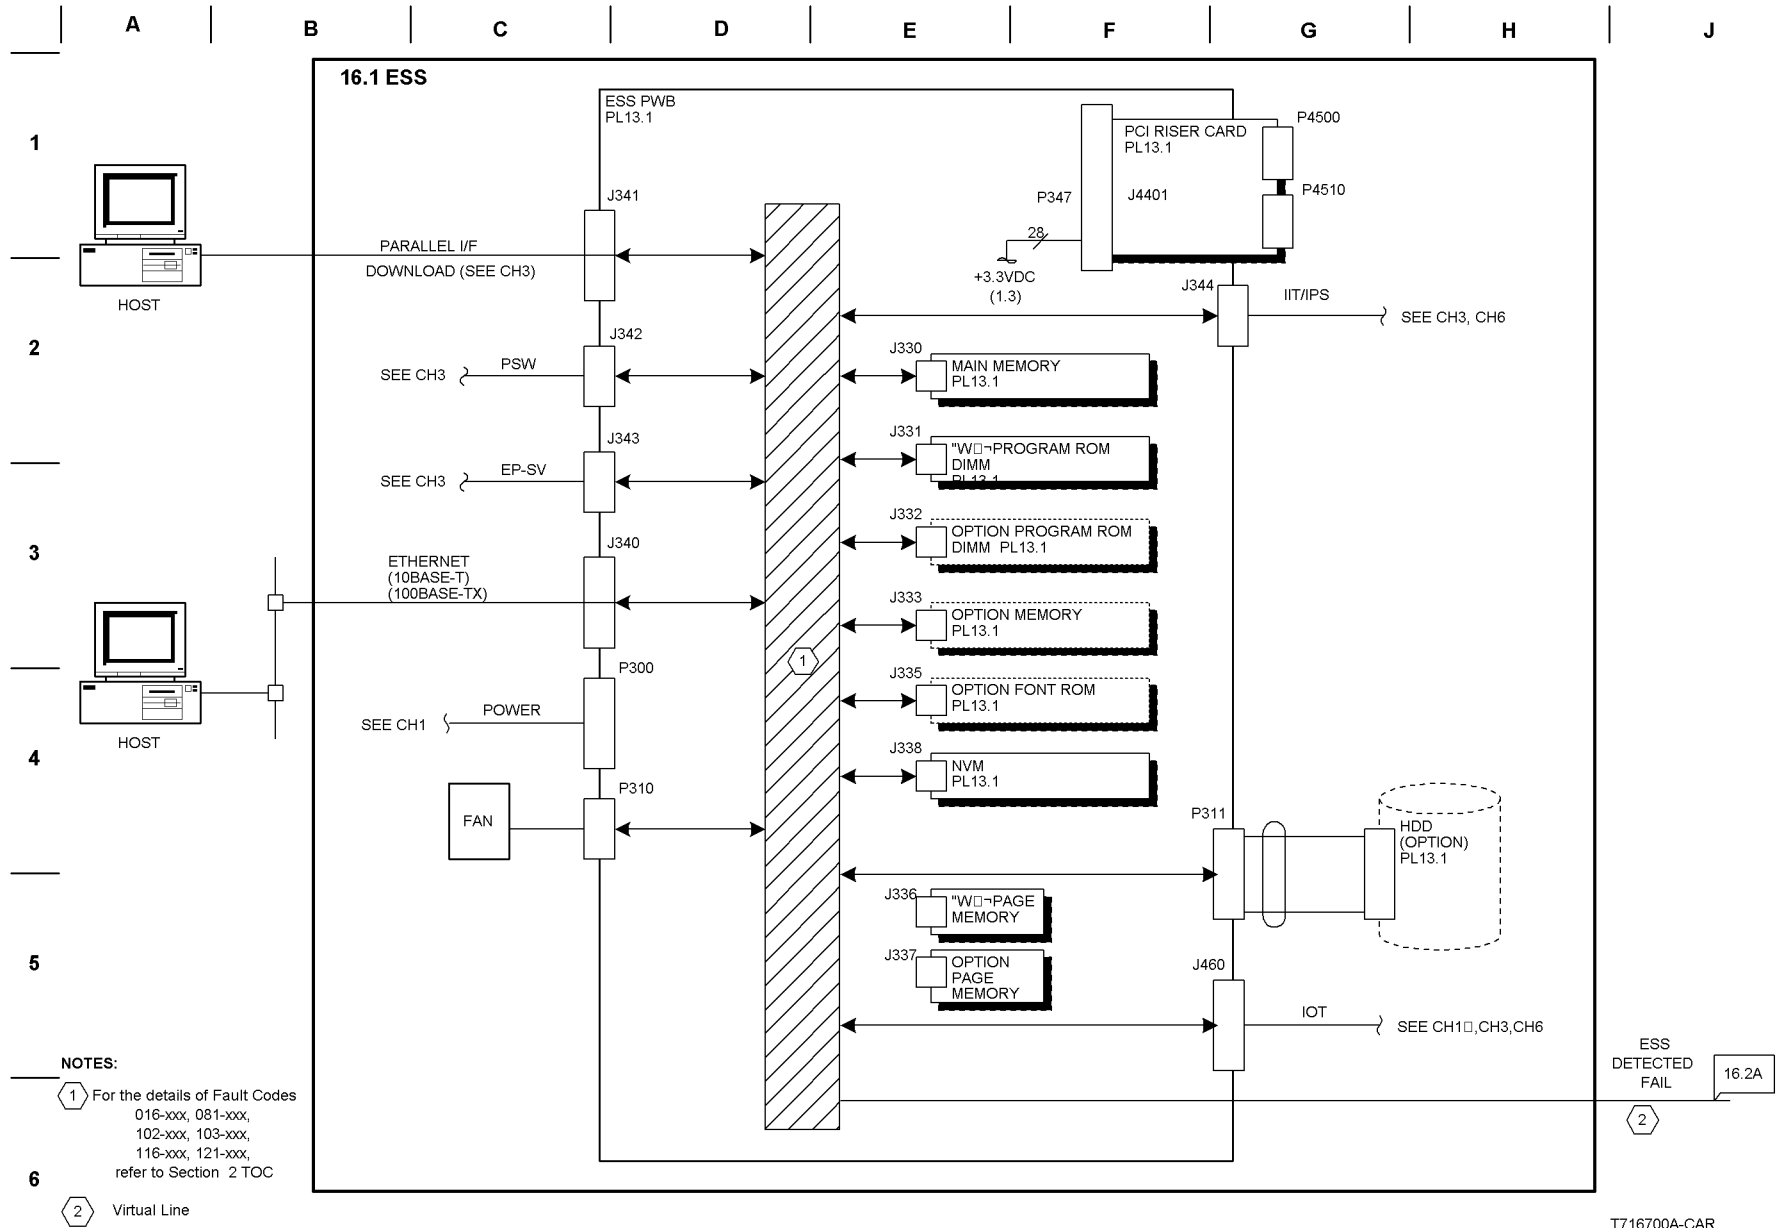 A B C D E F G H J
1
2
3
4
5
6
16.1 ESS
ESS PWB
PL13.1
PCI RISER CARD
PL13.1
P4500
P4510
P347
J4401
28
+3.3VDC
(1.3)
J341
PARALLEL I/F
DOWNLOAD (SEE CH3)
HOST
J344
IIT/IPS
SEE CH3, CH6
J342
PSW
SEE CH3
J330
MAIN MEMORY
PL13.1
J343
EP-SV
SEE CH3
J331
"W□¬PROGRAM ROM
DIMM
PL13.1
J332
OPTION PROGRAM ROM
DIMM PL13.1
J340
ETHERNET
(10BASE-T)
(100BASE-TX)
J333
OPTION MEMORY
PL13.1
1
HOST
P300
POWER
SEE CH1
J335
OPTION FONT ROM
PL13.1
J338
NVM
PL13.1
P310
FAN
P311
HDD
(OPTION)
PL13.1
J336
"W□¬PAGE
MEMORY
J337
OPTION
PAGE
MEMORY
J460
IOT
SEE CH1□,CH3,CH6
ESS
DETECTED
FAIL
16.2A
2
NOTES:
1 For the details of Fault Codes
016-xxx, 081-xxx,
102-xxx, 103-xxx,
116-xxx, 121-xxx,
refer to Section 2 TOC
2 Virtual Line
T716700A-CAR